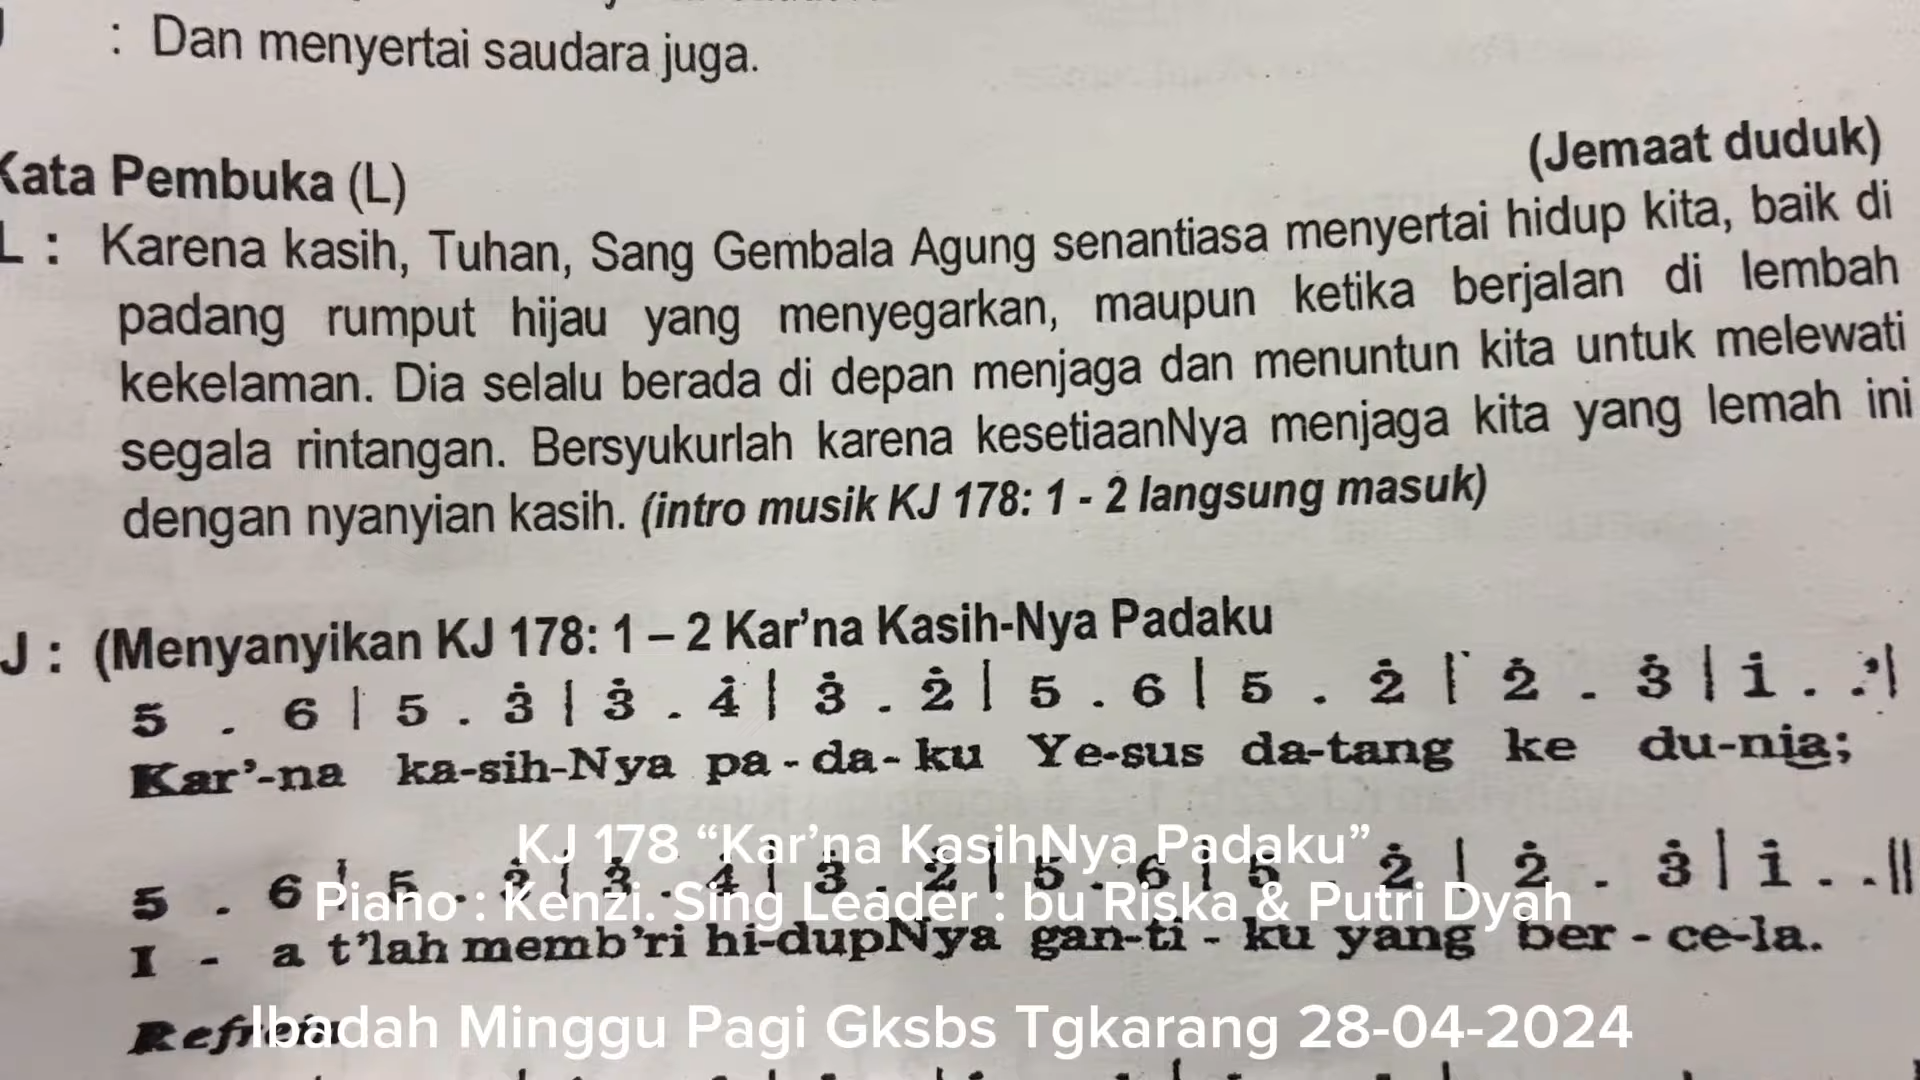 : Dan menyertai saudara juga.
Kata Pembuka (L)
(Jemaat duduk)
L : Karena kasih, Tuhan, Sang Gembala Agung senantiasa menyertai hidup kita, baik di
padang rumput hijau yang menyegarkan, maupun ketika berjalan di lembah
kekelaman. Dia selalu berada di depan menjaga dan menuntun kita untuk melewati
segala rintangan. Bersyukurlah karena kesetiaanNya menjaga kita yang lemah ini
dengan nyanyian kasih. (intro musik KJ 178: 1 - 2 langsung masuk)
J : (Menyanyikan KJ 178: 1 – 2 Kar’na Kasih-Nya Padaku
5 . 6 | 5 . 3̇ | 3̇ . 4̇ | 3̇ . 2̇ | 5 . 6 | 5 . 2̇ | 2̇ . 3̇ | 1̇ . .’|
Kar’-na ka-sih-Nya pa-da-ku Ye-sus da-tang ke du-nia;
KJ 178 “Kar’na KasihNya Padaku”
5 . 6 | 5 . 3̇ | 3̇ . 4̇ | 3̇ . 2̇ | 5 . 6 | 5 . 2̇ | 2̇ . 3̇ | 1̇ . . ||
Piano : Kenzi. Sing Leader : bu Riska & Putri Dyah
I - a t’lah memb’ri hi-dupNya gan-ti-ku yang ber-ce-la.
Refrein
Ibadah Minggu Pagi Gksbs Tgkarang 28-04-2024